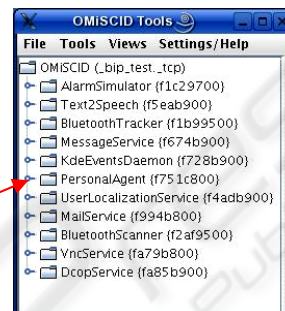 OMiSCID Tools
File Tools Views Settings/Help
OMiSCID (_bip_test._tcp)
AlarmSimulator {f1c29700}
Text2Speech {f5eab900}
BluetoothTracker {f1b99500}
MessageService {f674b900}
KdeEventsDaemon {f728b900}
PersonalAgent {f751c800}
UserLocalizationService {f4adb900}
MailService {f994b800}
BluetoothScanner {f2af9500}
VncService {fa79b800}
DcopService {fa85b900}